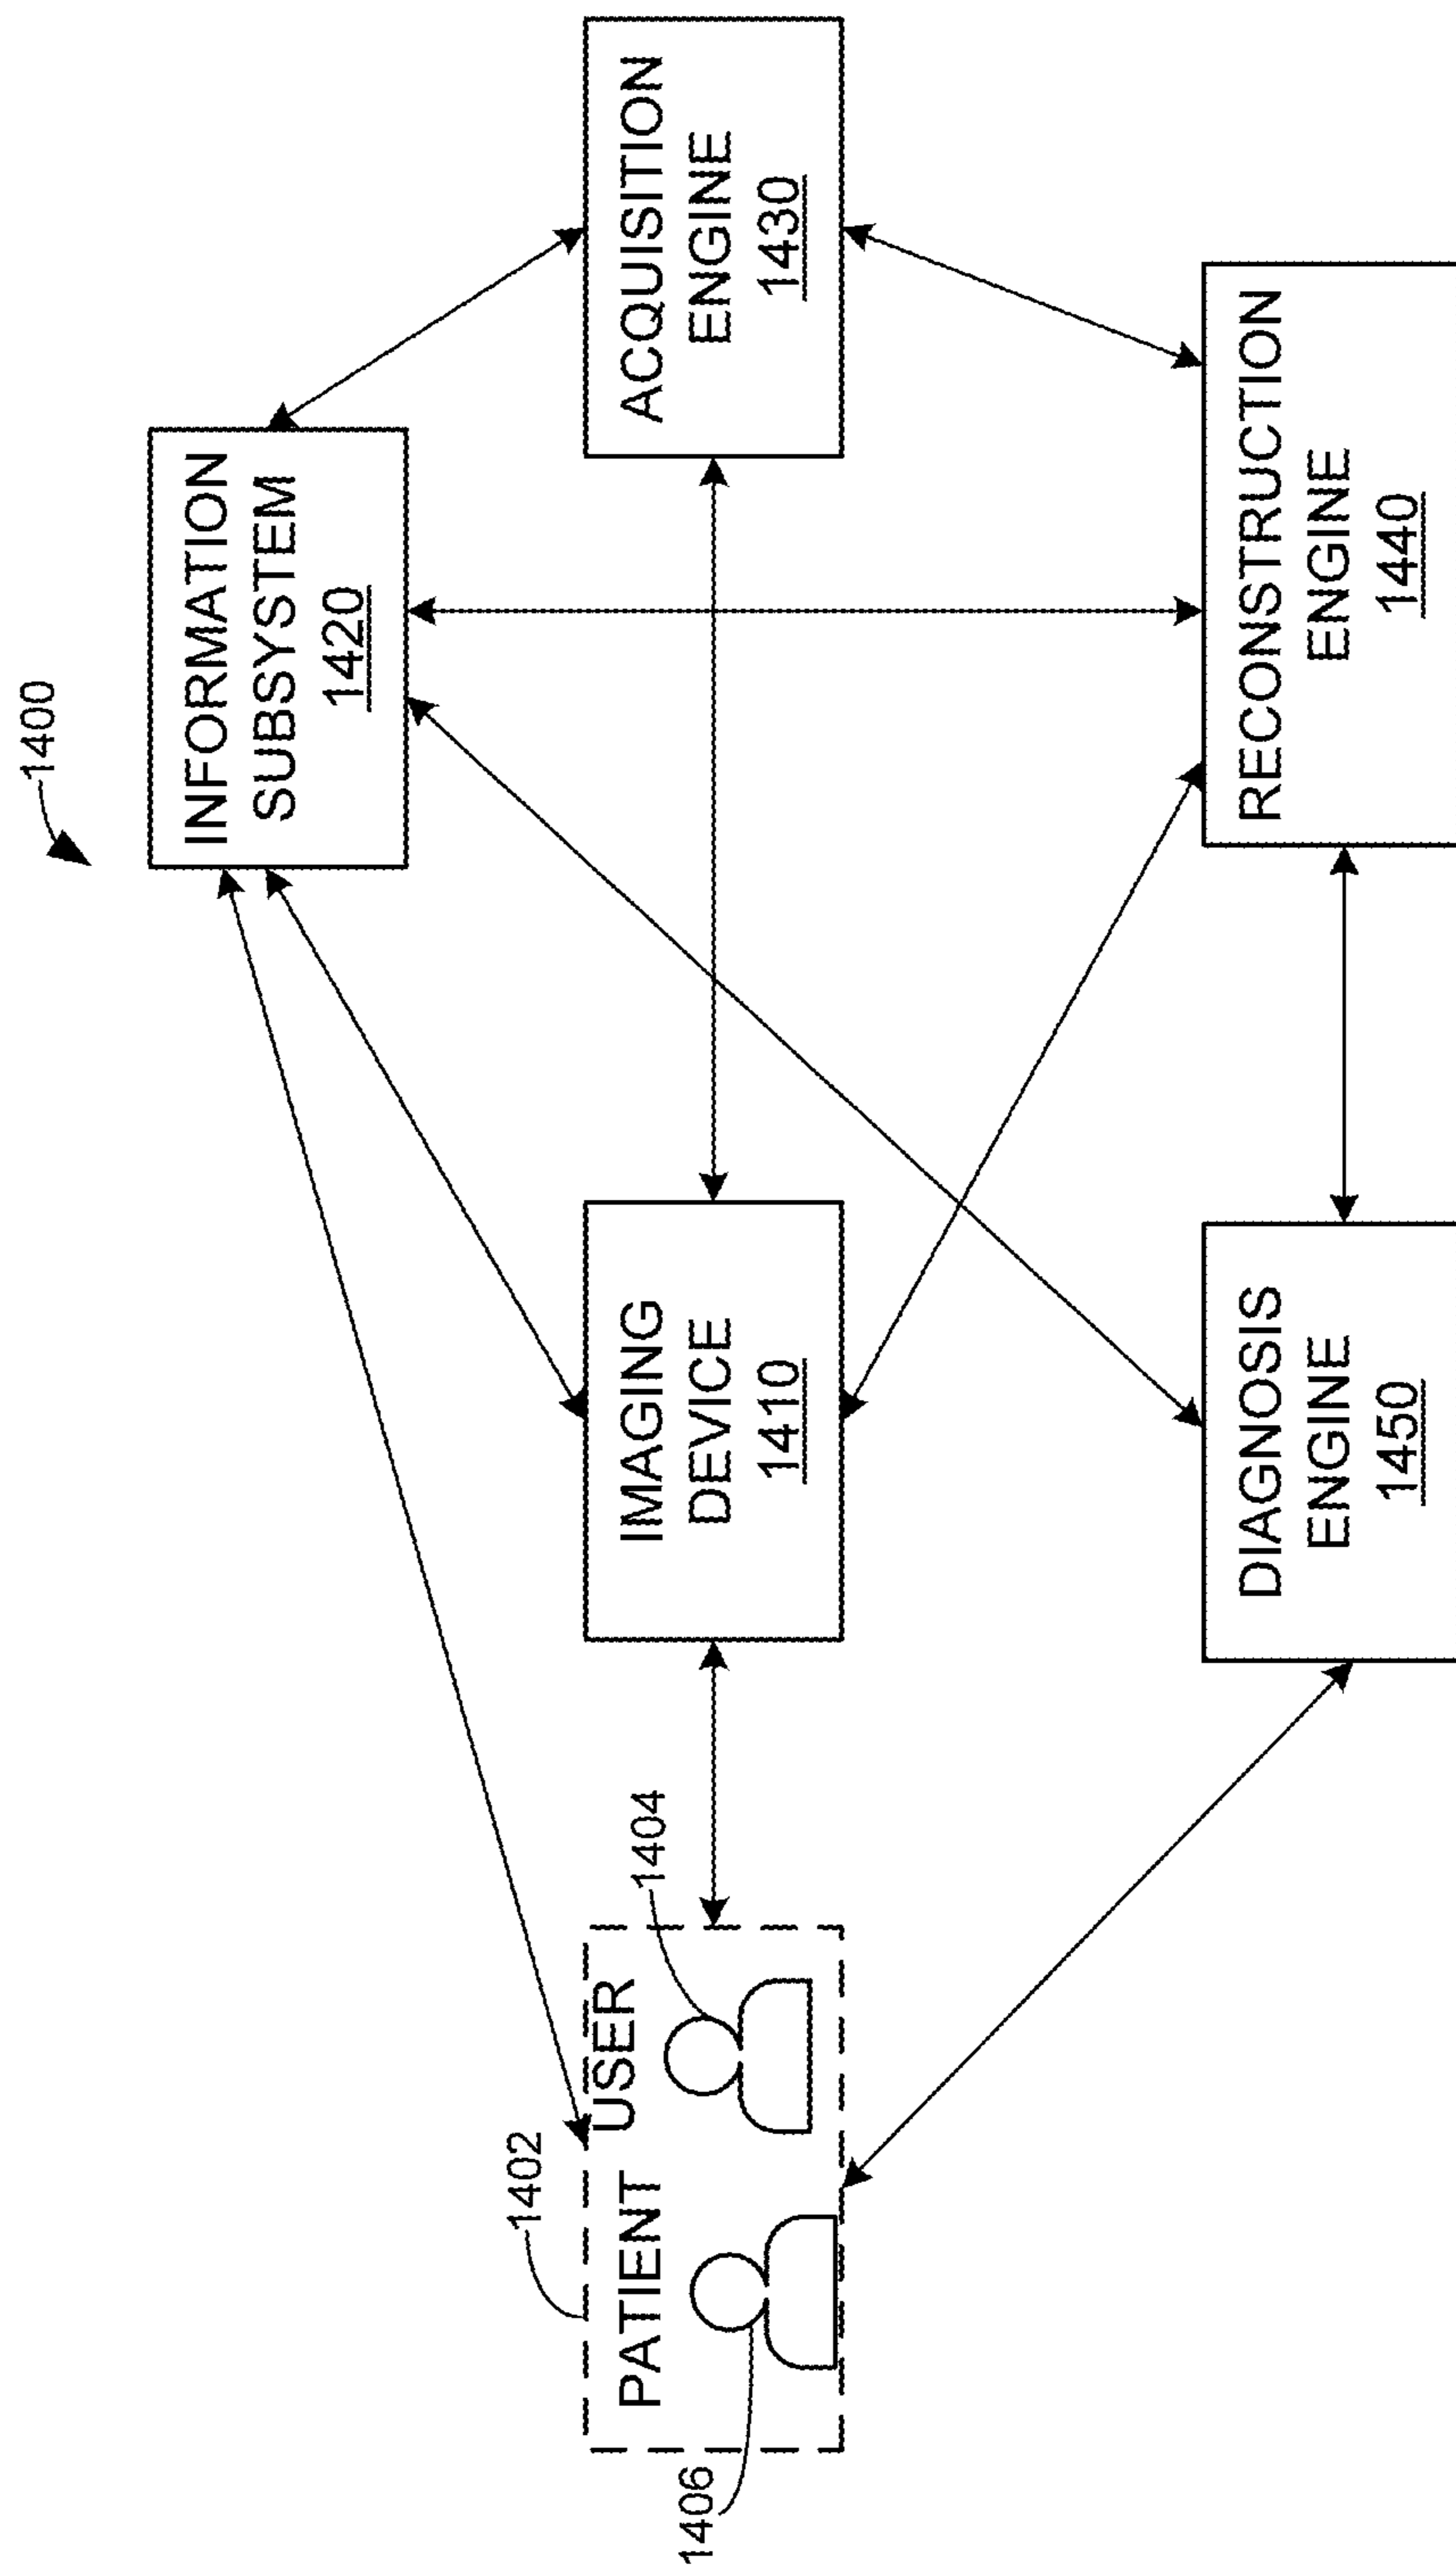 1400
INFORMATION
SUBSYSTEM
1420
1402
PATIENT
USER
1404
1406
IMAGING
DEVICE
1410
ACQUISITION
ENGINE
1430
DIAGNOSIS
ENGINE
1450
RECONSTRUCTION
ENGINE
1440